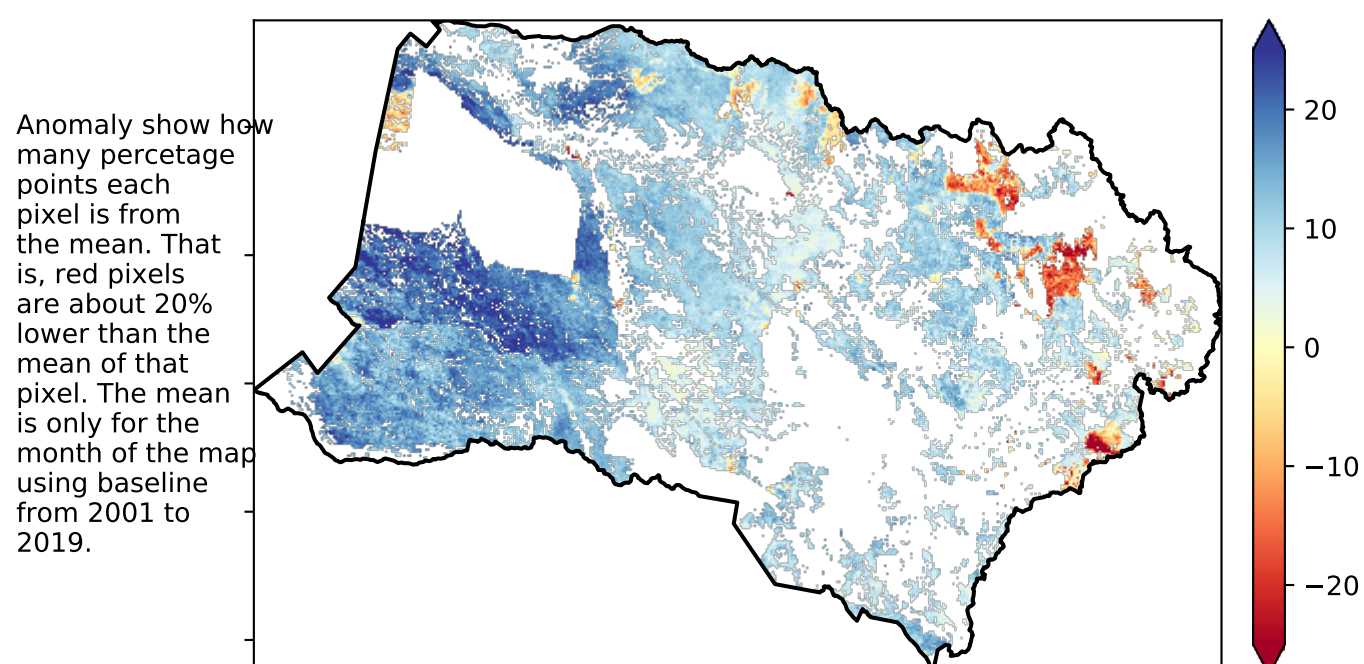 Anomaly show how
many percetage
points each
pixel is from
the mean. That
is, red pixels
are about 20%
lower than the
mean of that
pixel. The mean
is only for the
month of the map
using baseline
from 2001 to
2019.
20
10
0
−10
−20